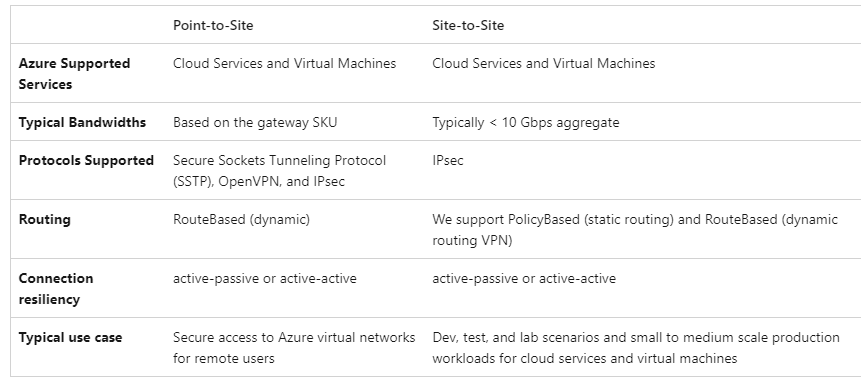 Point-to-Site Site-to-Site
Azure Supported Cloud Services and Virtual Machines Cloud Services and Virtual Machines
Services
Typical Bandwidths Based on the gateway SKU Typically < 10 Gbps aggregate
Protocols Supported Secure Sockets Tunneling Protocol IPsec
(SSTP), OpenVPN, and IPsec
Routing RouteBased (dynamic) We support PolicyBased (static routing) and RouteBased (dynamic
routing VPN)
Connection active-passive or active-active active-passive or active-active
resiliency
Typical use case Secure access to Azure virtual networks Dev, test, and lab scenarios and small to medium scale production
for remote users workloads for cloud services and virtual machines